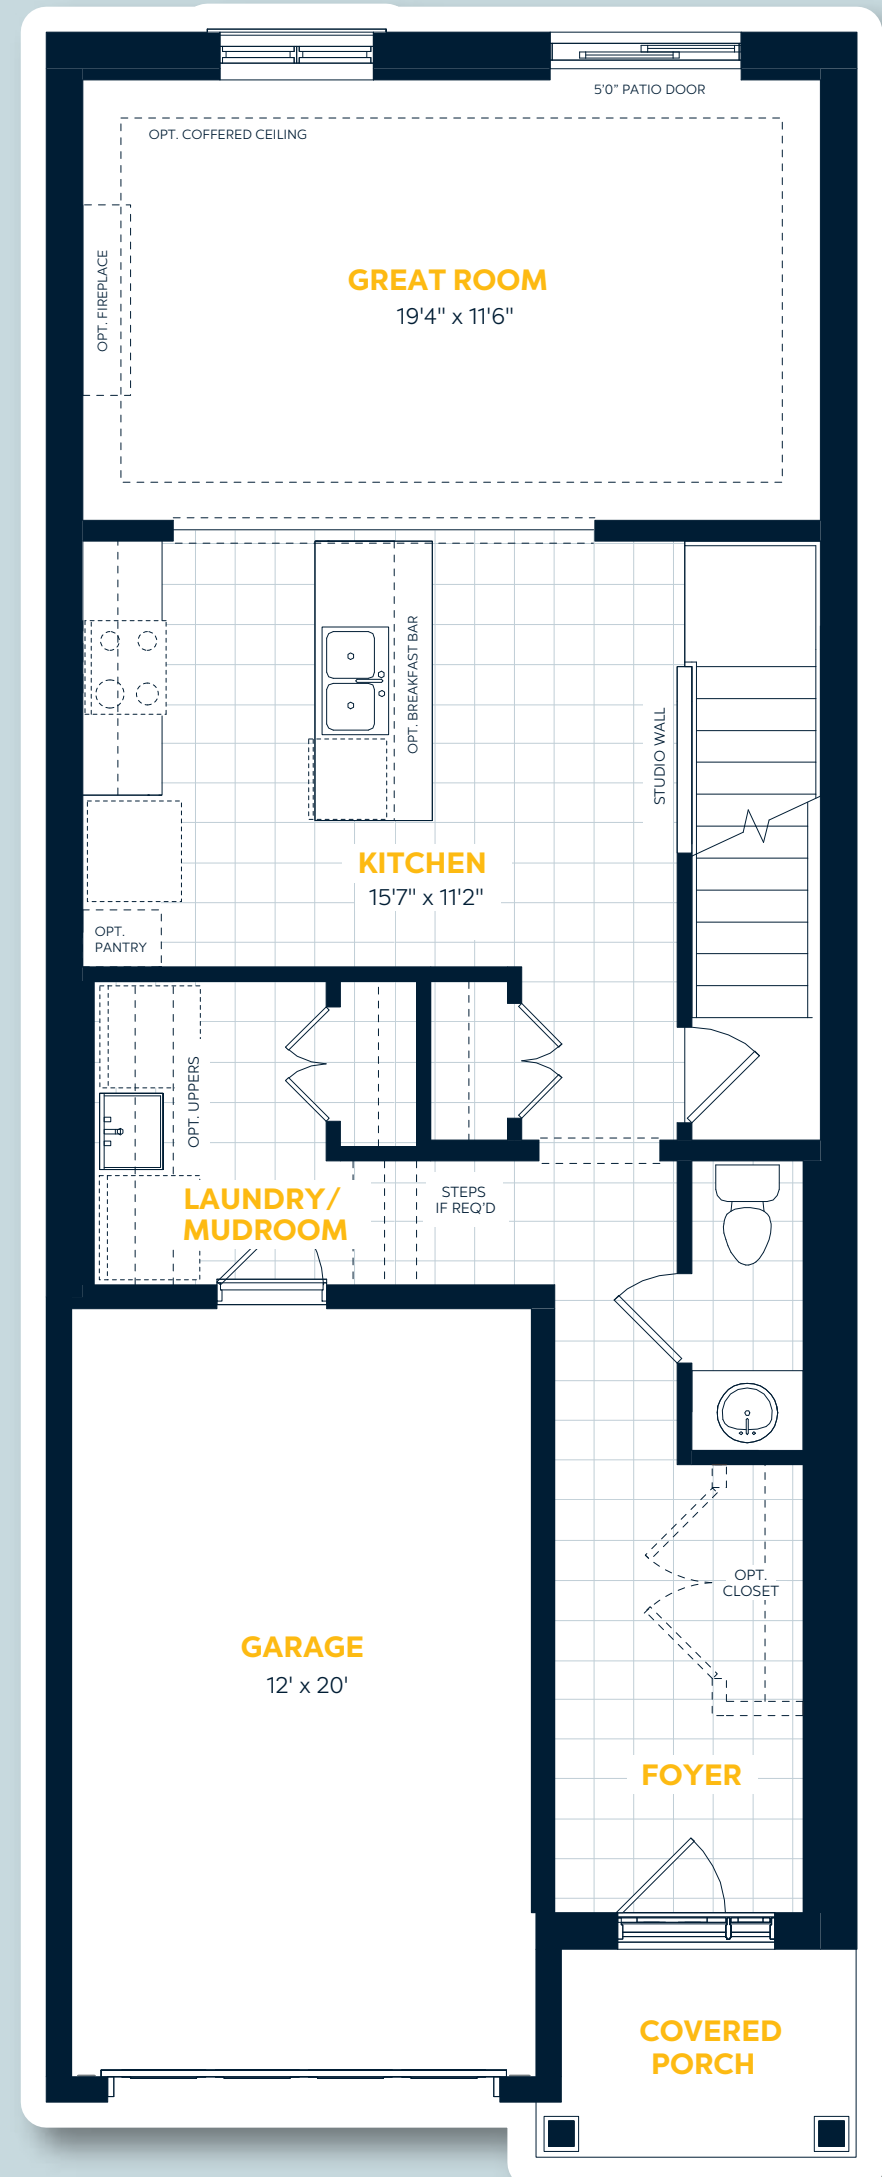 5'0” PATIO DOOR
OPT. COFFERED CEILING
OPT. FIREPLACE
GREAT ROOM
19'4" x 11'6"
OPT. BREAKFAST BAR
STUDIO WALL
KITCHEN
15'7" x 11'2"
OPT.
PANTRY
OPT. UPPERS
LAUNDRY/
MUDROOM
STEPS
IF REQ'D
OPT.
CLOSET
GARAGE
12' x 20'
FOYER
COVERED
PORCH